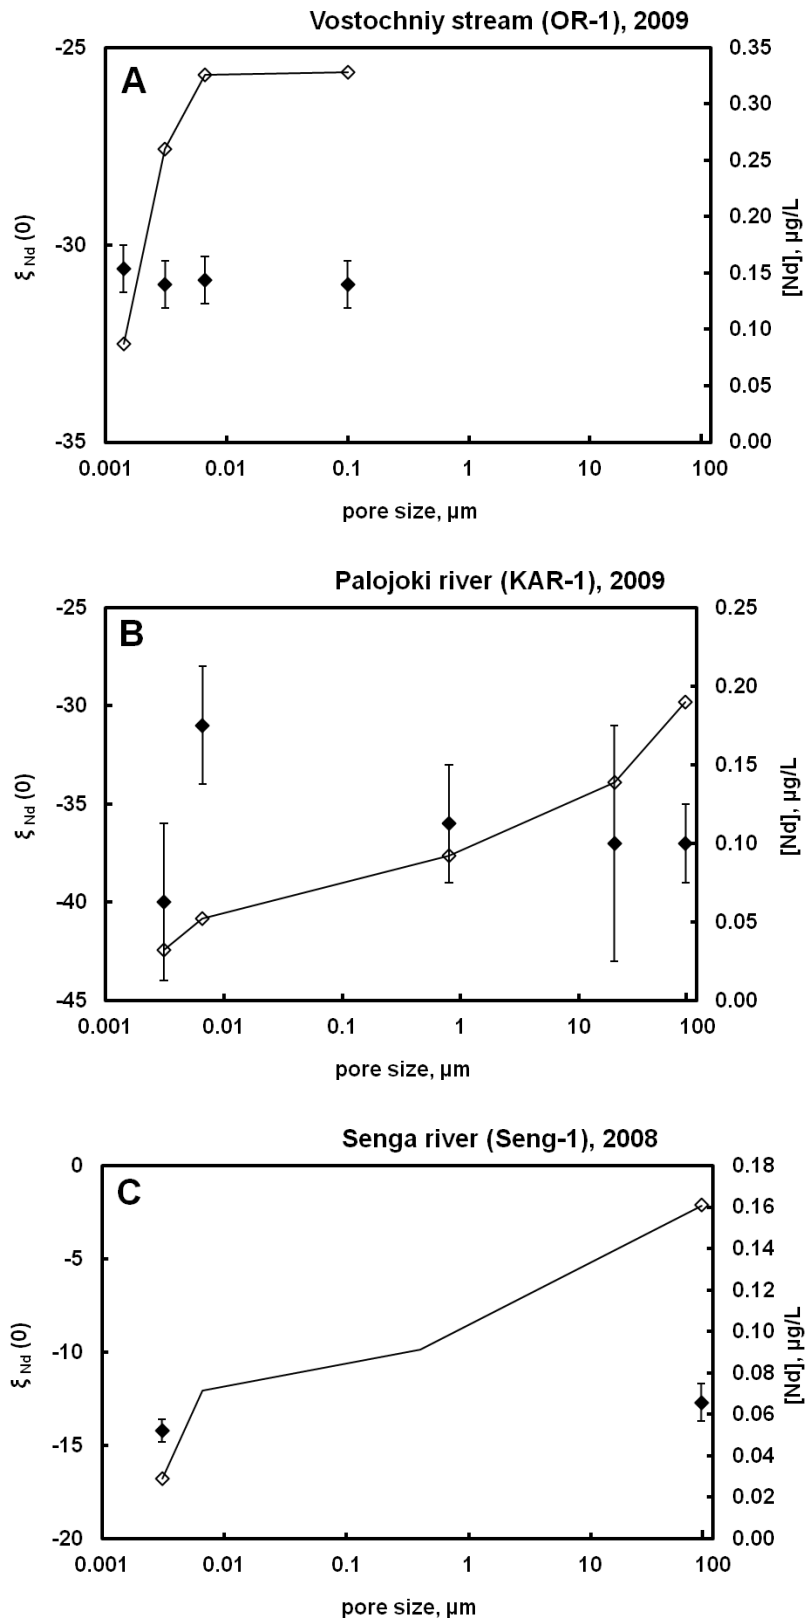 Vostochniy stream (OR-1), 2009
A
-25
-30
-35
ξ Nd (0)
0.35
0.30
0.25
0.20
0.15
0.10
0.05
0.00
[Nd], µg/L
0.001 0.01 0.1 1 10 100
pore size, µm
Palojoki river (KAR-1), 2009
B
-25
-30
-35
-40
-45
ξ Nd (0)
0.25
0.20
0.15
0.10
0.05
0.00
[Nd], µg/L
0.001 0.01 0.1 1 10 100
pore size, µm
Senga river (Seng-1), 2008
C
0
-5
-10
-15
-20
ξ Nd (0)
0.18
0.16
0.14
0.12
0.10
0.08
0.06
0.04
0.02
0.00
[Nd], µg/L
0.001 0.01 0.1 1 10 100
pore size, µm